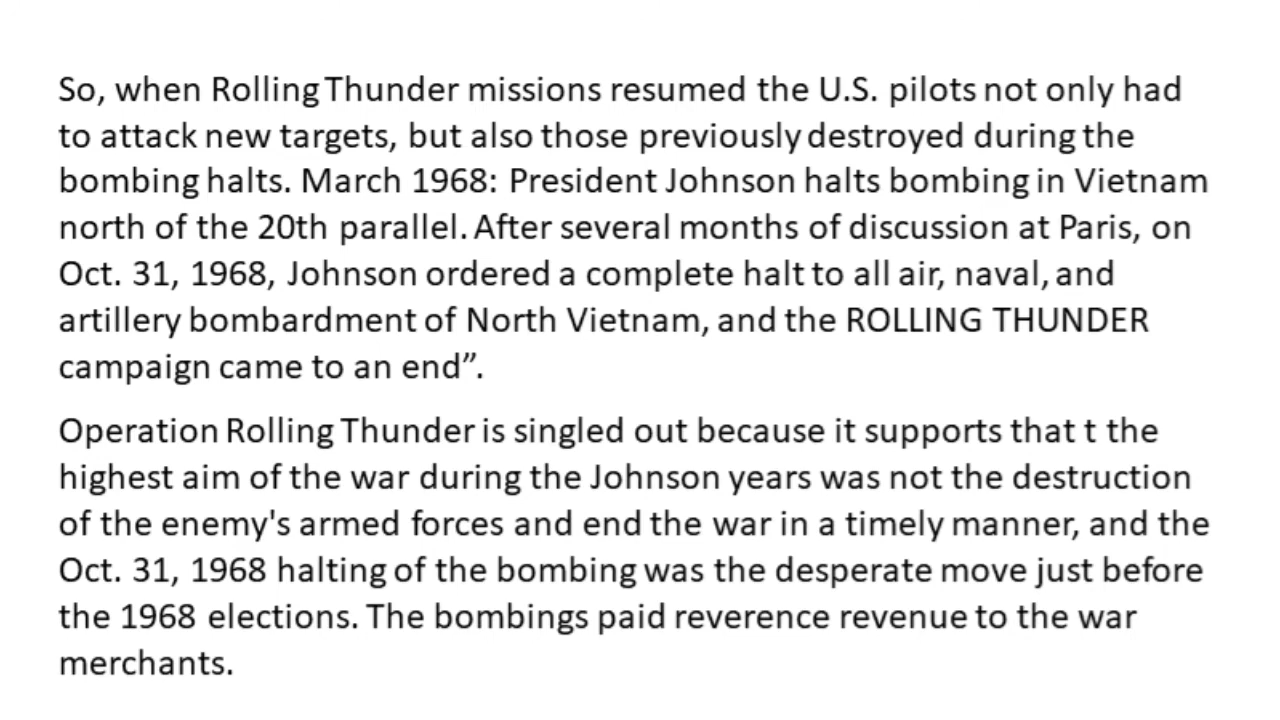 So, when Rolling Thunder missions resumed the U.S. pilots not only had
to attack new targets, but also those previously destroyed during the
bombing halts. March 1968: President Johnson halts bombing in Vietnam
north of the 20th parallel. After several months of discussion at Paris, on
Oct. 31, 1968, Johnson ordered a complete halt to all air, naval, and
artillery bombardment of North Vietnam, and the ROLLING THUNDER
campaign came to an end”.
Operation Rolling Thunder is singled out because it supports that t the
highest aim of the war during the Johnson years was not the destruction
of the enemy's armed forces and end the war in a timely manner, and the
Oct. 31, 1968 halting of the bombing was the desperate move just before
the 1968 elections. The bombings paid reverence revenue to the war
merchants.